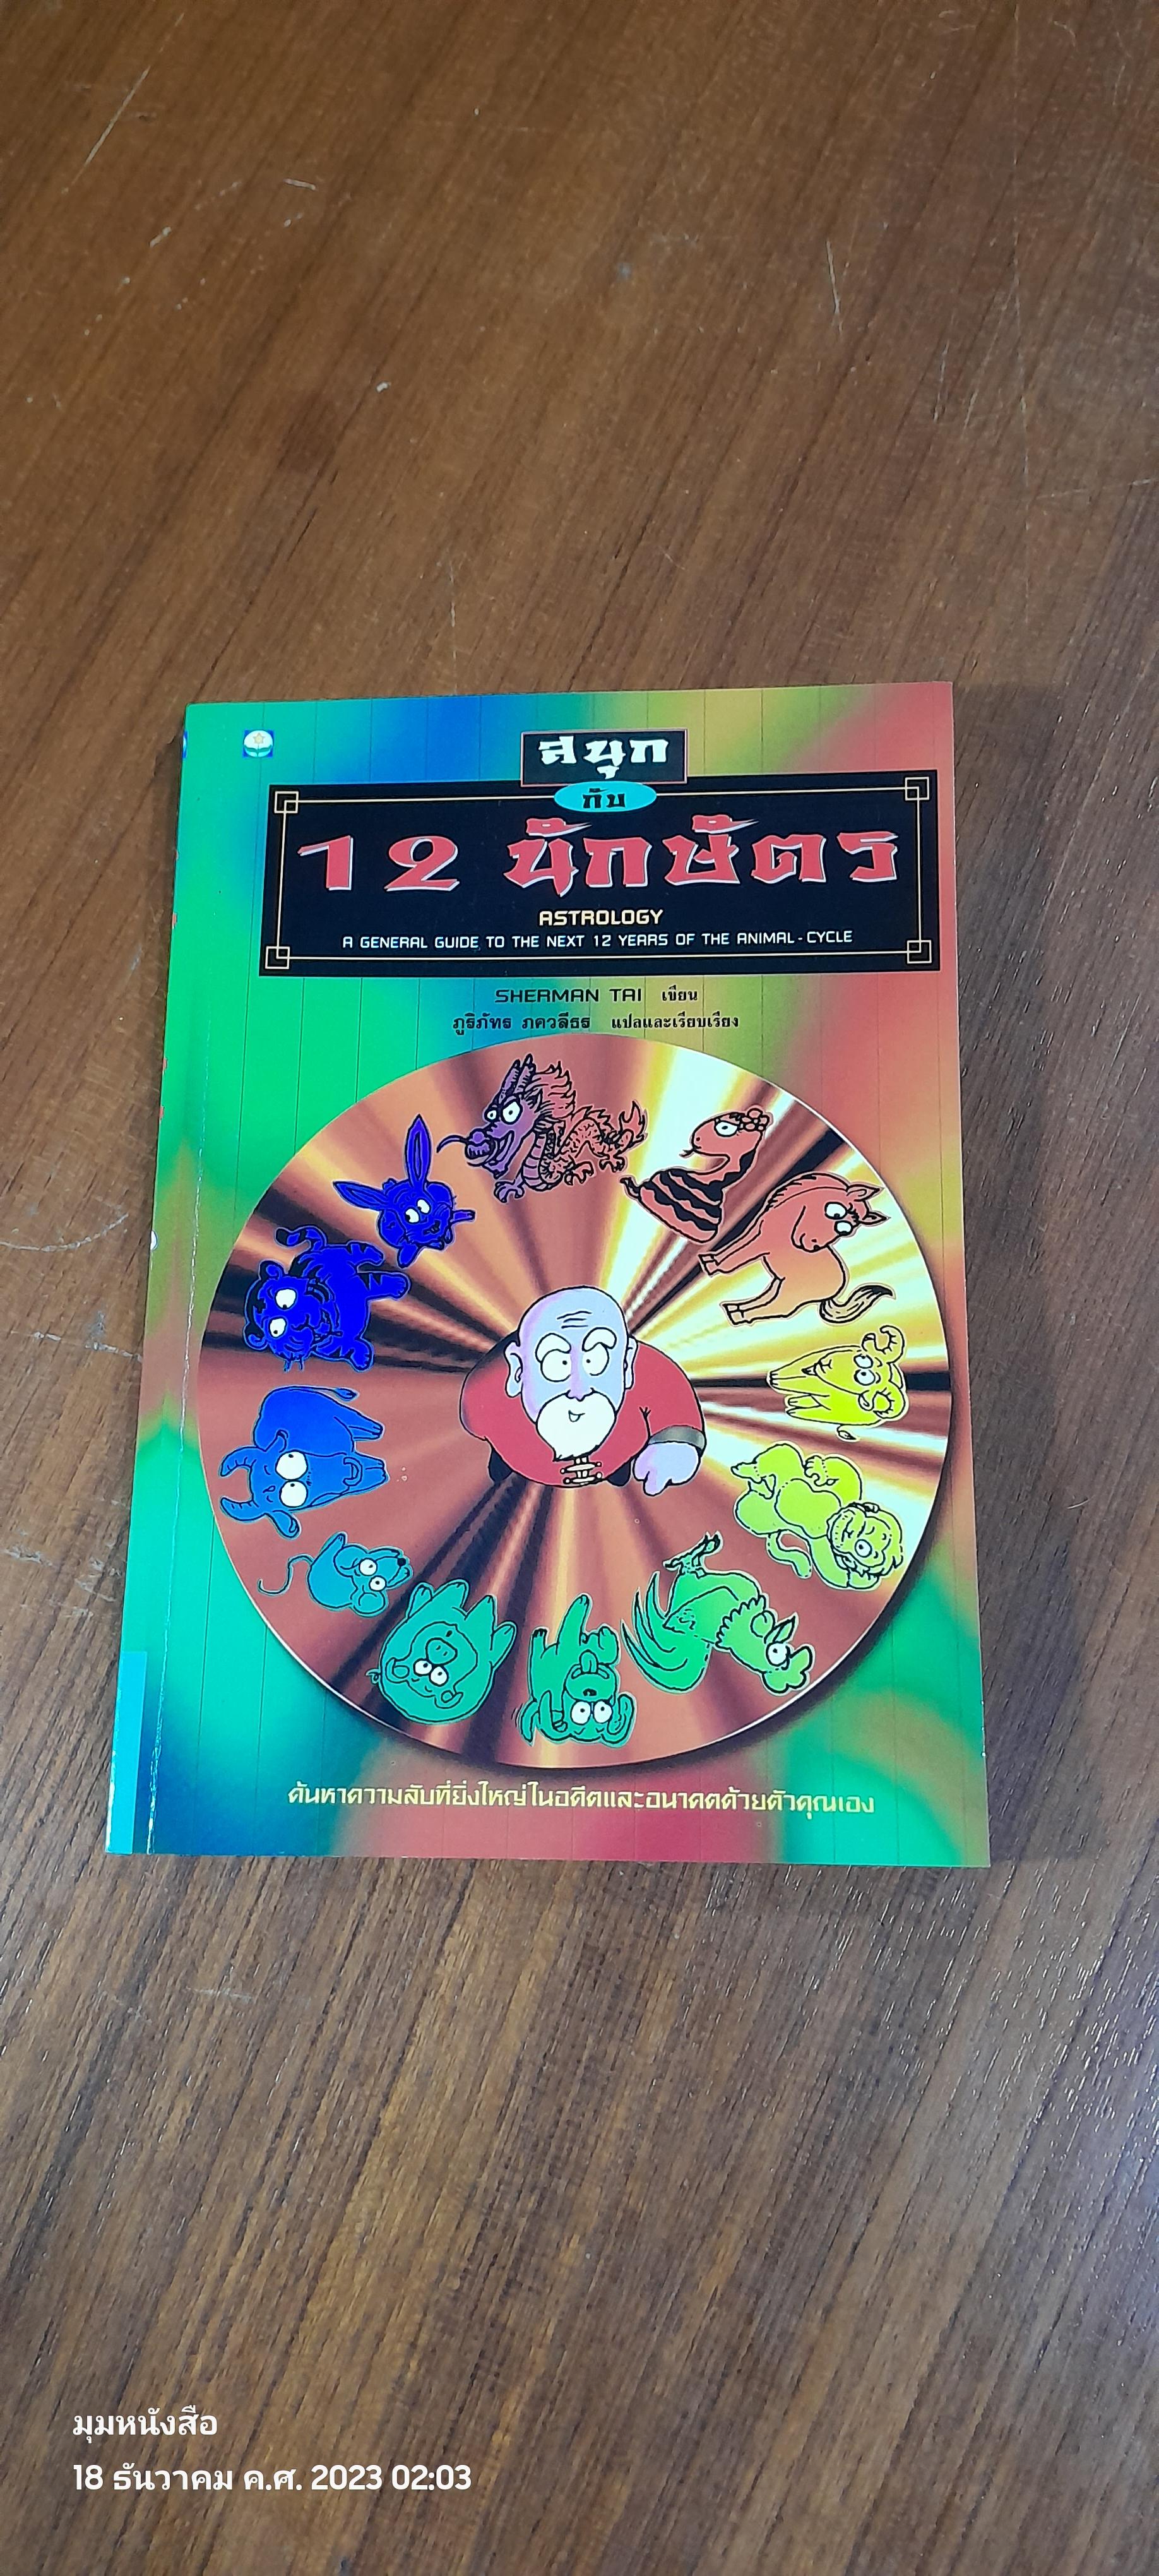 สนุก
กับ
12 นักษัตร
ASTROLOGY
A GENERAL GUIDE TO THE NEXT 12 YEARS OF THE ANIMAL-CYCLE
SHERMAN TAI เขียน
ภูริภัทร ภควลีธร แปลและเรียบเรียง
ค้นหาความลับที่ยิ่งใหญ่ในอดีตและอนาคตด้วยตัวคุณเอง
มุมหนังสือ
18 ธันวาคม ค.ศ. 2023 02:03